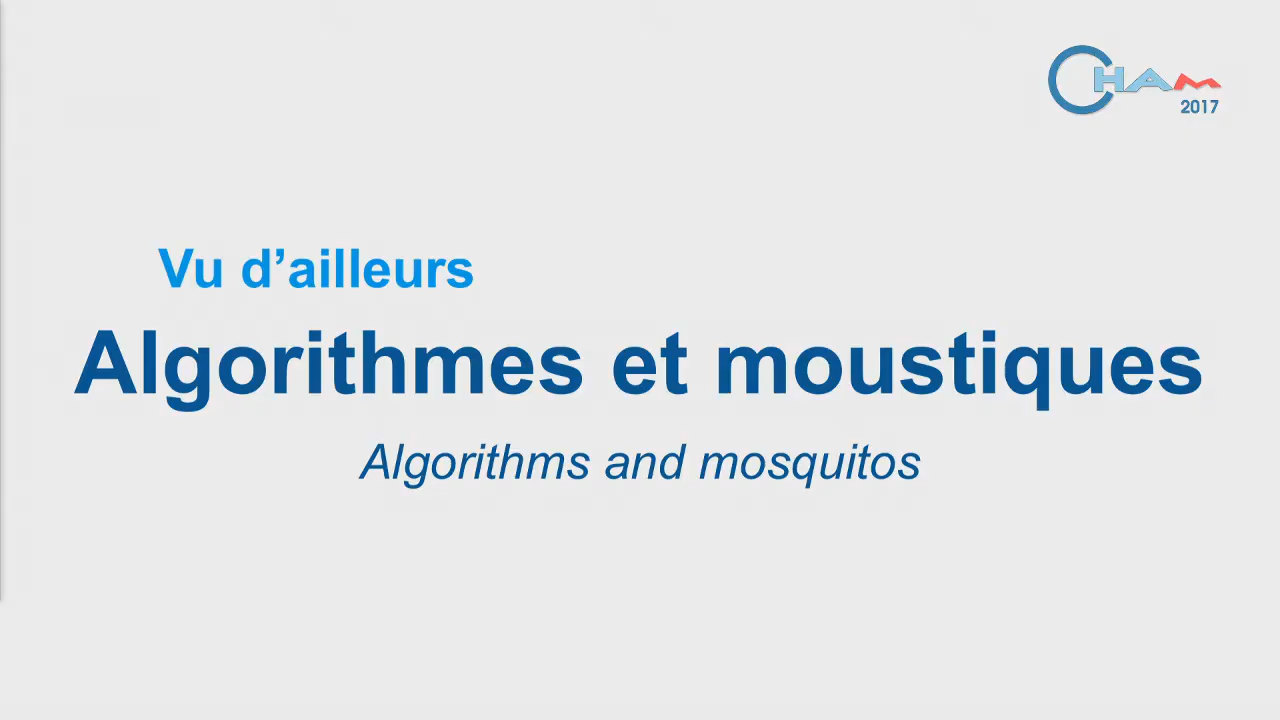 CHAM
2017
Vu d’ailleurs
Algorithmes et moustiques
Algorithms and mosquitos